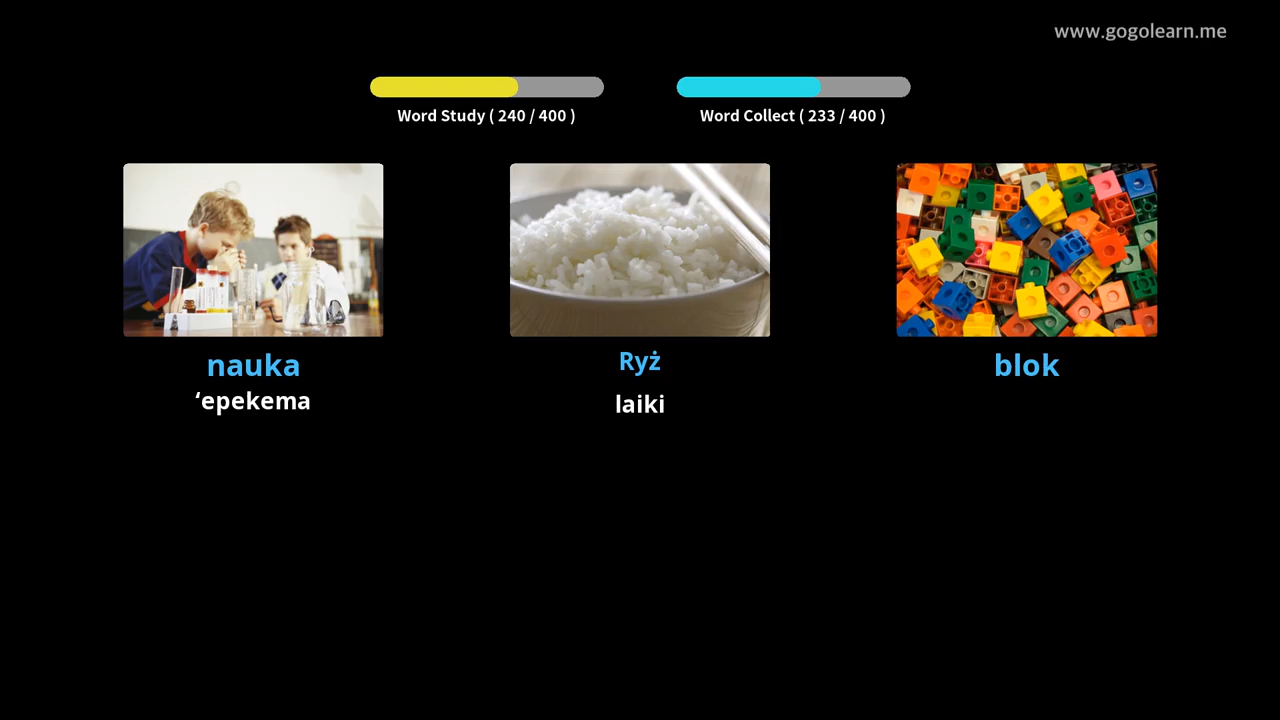 www.gogolearn.me
Word Study ( 240 / 400 )
Word Collect ( 233 / 400 )
nauka
Ryż
blok
‘epekema
laiki